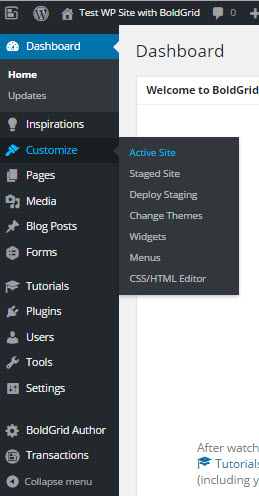 Test WP Site with BoldGrid 0
Dashboard
Home
Updates
Inspirations
Customize
Pages
Media
Blog Posts
Forms
Tutorials
Plugins
Users
Tools
Settings
BoldGrid Author
Transactions
Collapse menu
Active Site
Staged Site
Deploy Staging
Change Themes
Widgets
Menus
CSS/HTML Editor
Dashboard
Welcome to BoldGrid
After watch
Tutorials
(including y